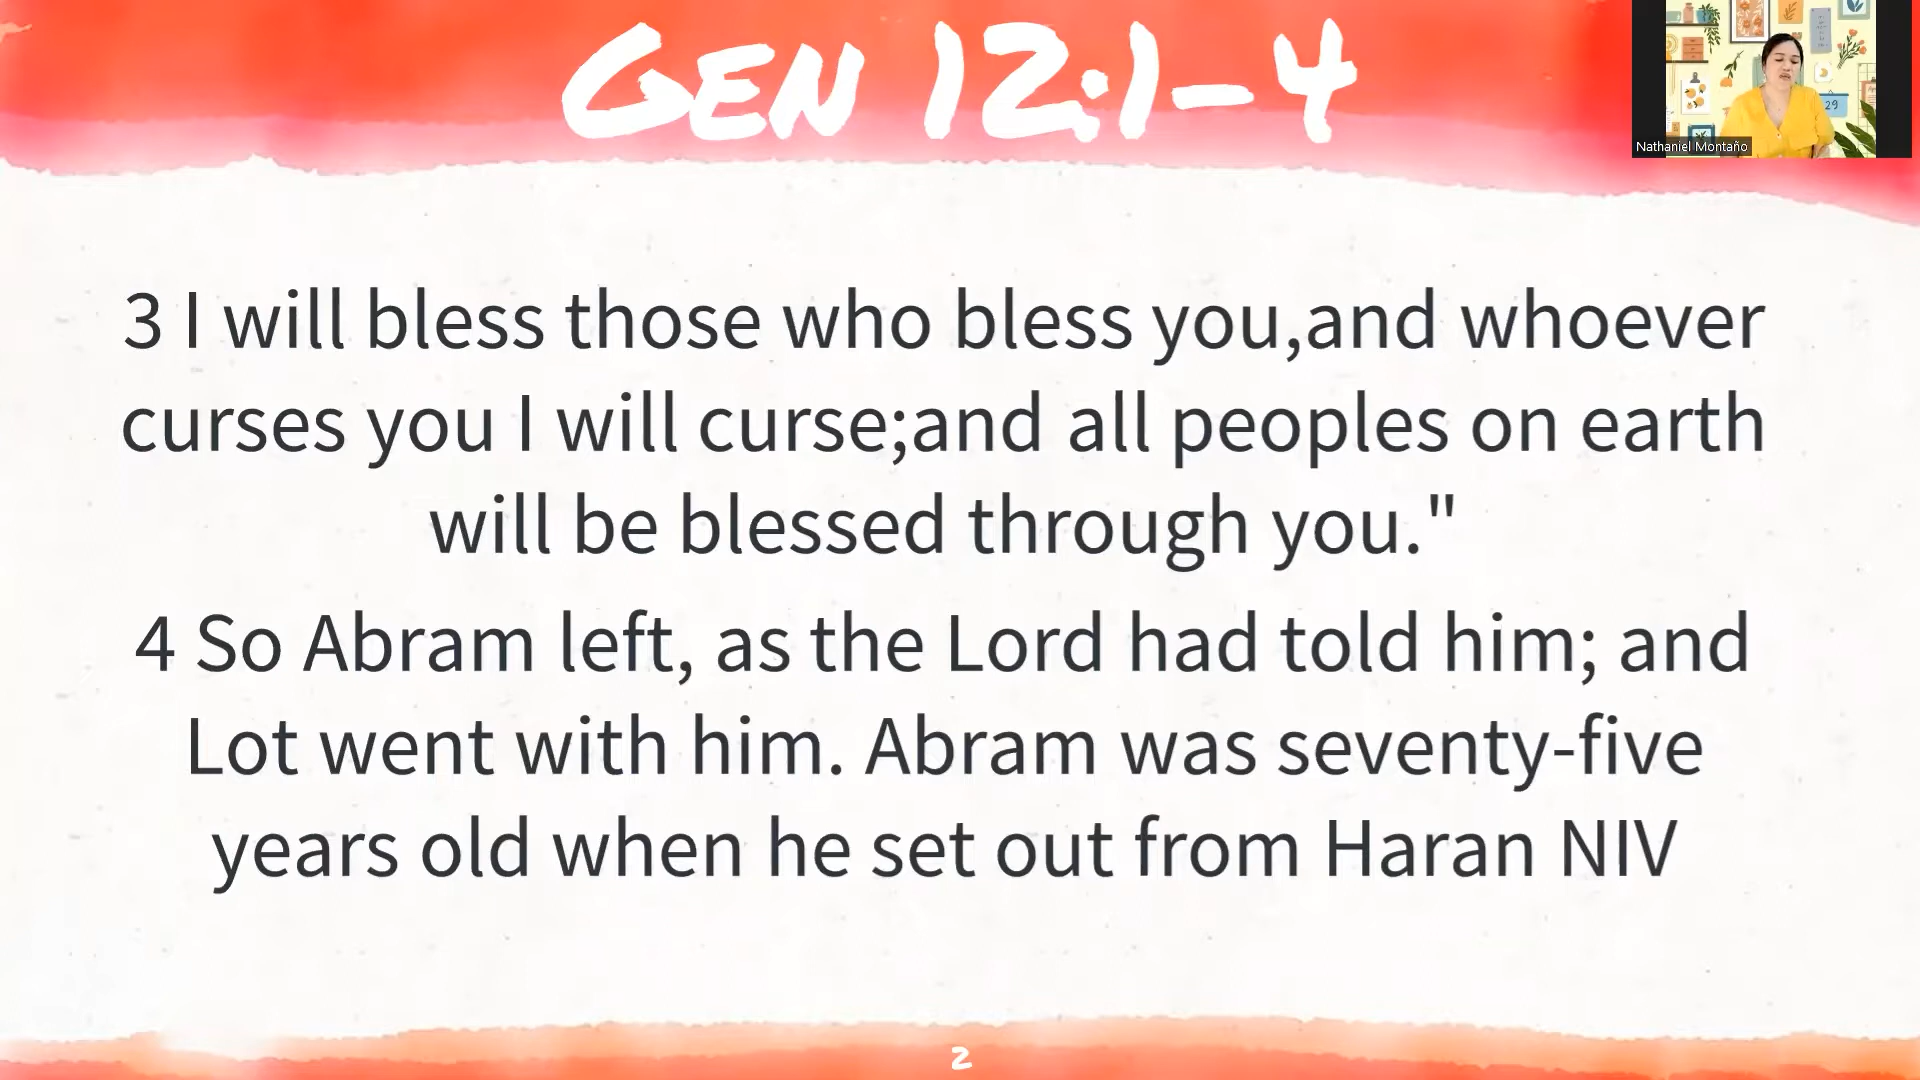 Gen 12:1-4
Nathaniel Montaño
29
3 I will bless those who bless you,and whoever
curses you I will curse;and all peoples on earth
will be blessed through you."
4 So Abram left, as the Lord had told him; and
Lot went with him. Abram was seventy-five
years old when he set out from Haran NIV
2